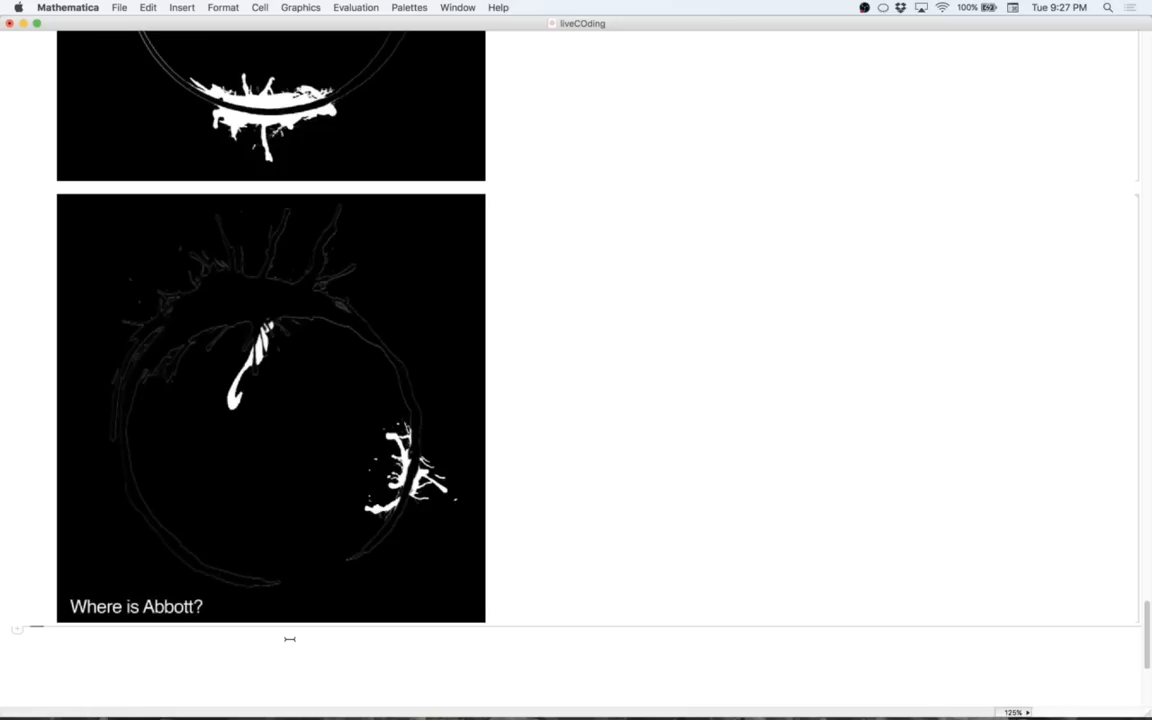 Mathematica File Edit Insert Format Cell Graphics Evaluation Palettes Window Help 100% Tue 9:27 PM
liveCOding
Where is Abbott?
125%